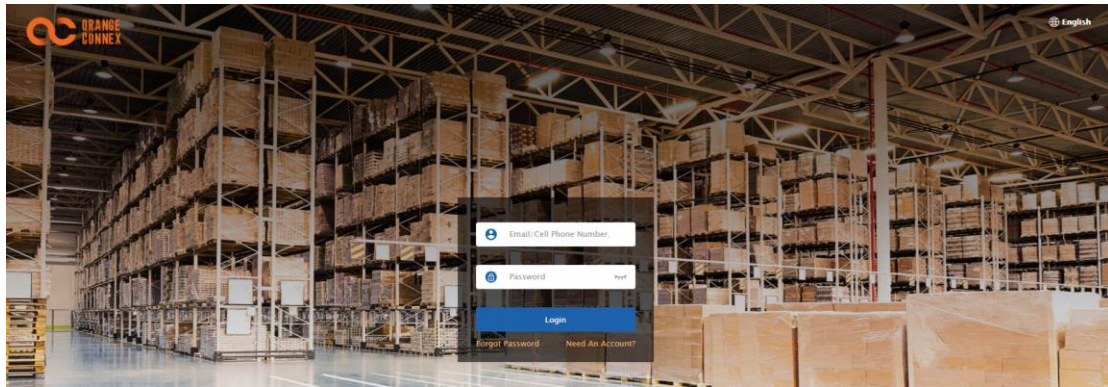 ORANGE
CONNEX
English
Email/Cell Phone Number.
Password
Login
Forgot Password
Need An Account?